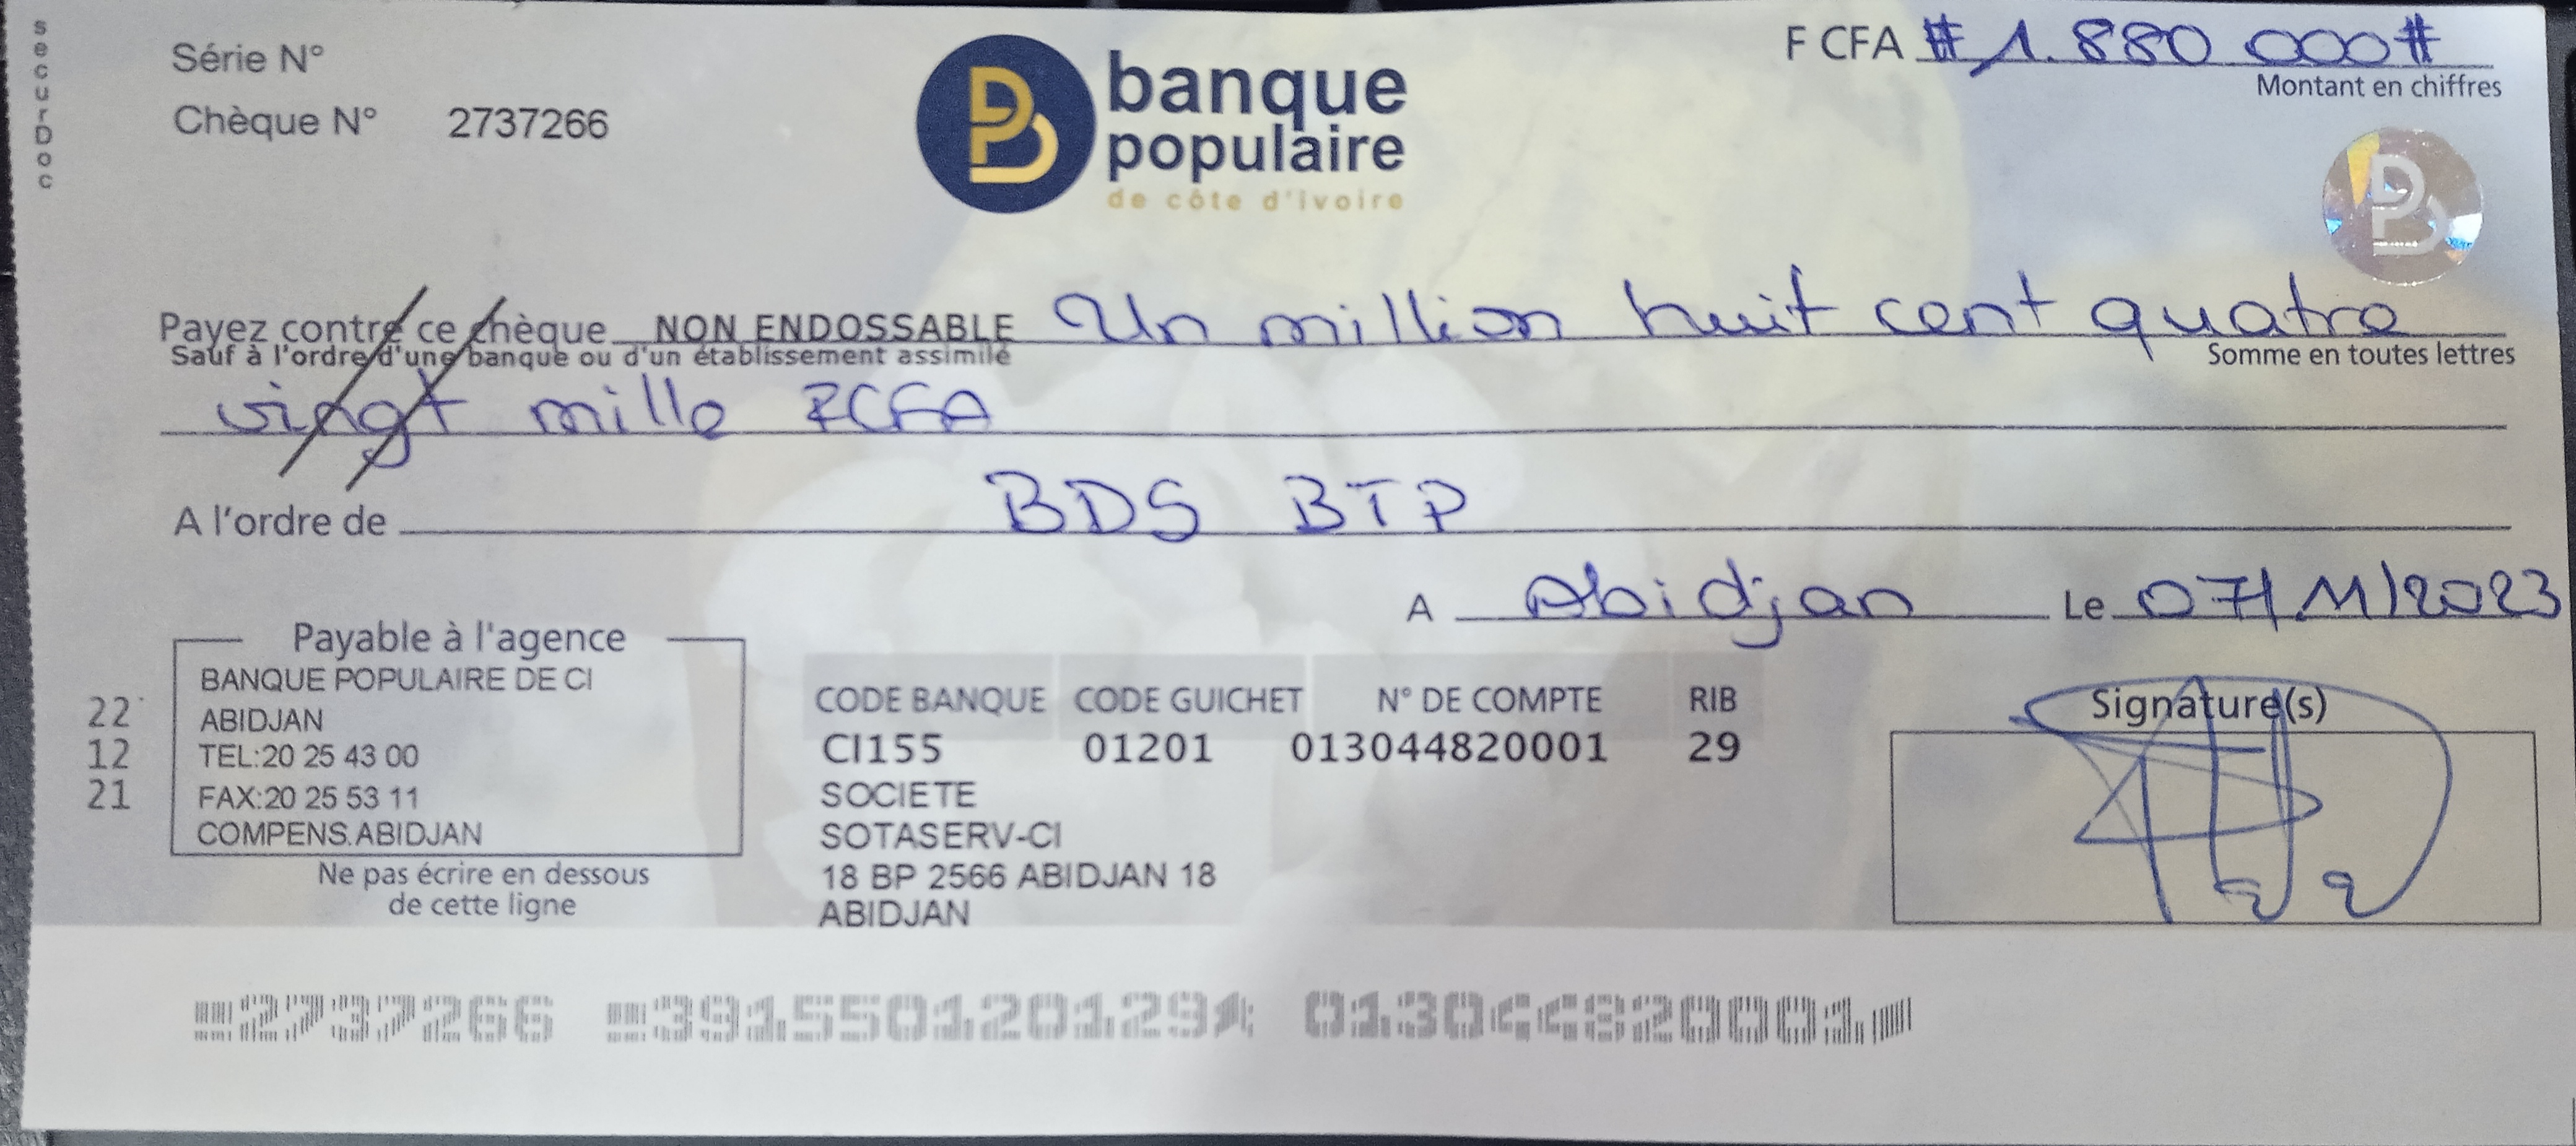 securDoc
Série N°
Chèque N° 2737266
banque
populaire
de côte d'ivoire
F CFA # 1.880 000 #
Montant en chiffres
Payez contre ce chèque NON ENDOSSABLE Un million huit cent quatre
Sauf à l'ordre d'une banque ou d'un établissement assimilé
Somme en toutes lettres
vingt mille FCFA
A l'ordre de BDS BTP
A Abidjan Le 07/11/2023
Payable à l'agence
BANQUE POPULAIRE DE CI
ABIDJAN
TEL:20 25 43 00
FAX:20 25 53 11
COMPENS.ABIDJAN
22
12
21
Ne pas écrire en dessous
de cette ligne
CODE BANQUE CODE GUICHET N° DE COMPTE RIB
CI155 01201 013044820001 29
SOCIETE
SOTASERV-CI
18 BP 2566 ABIDJAN 18
ABIDJAN
Signature(s)
2737266 391550120129 013044820001